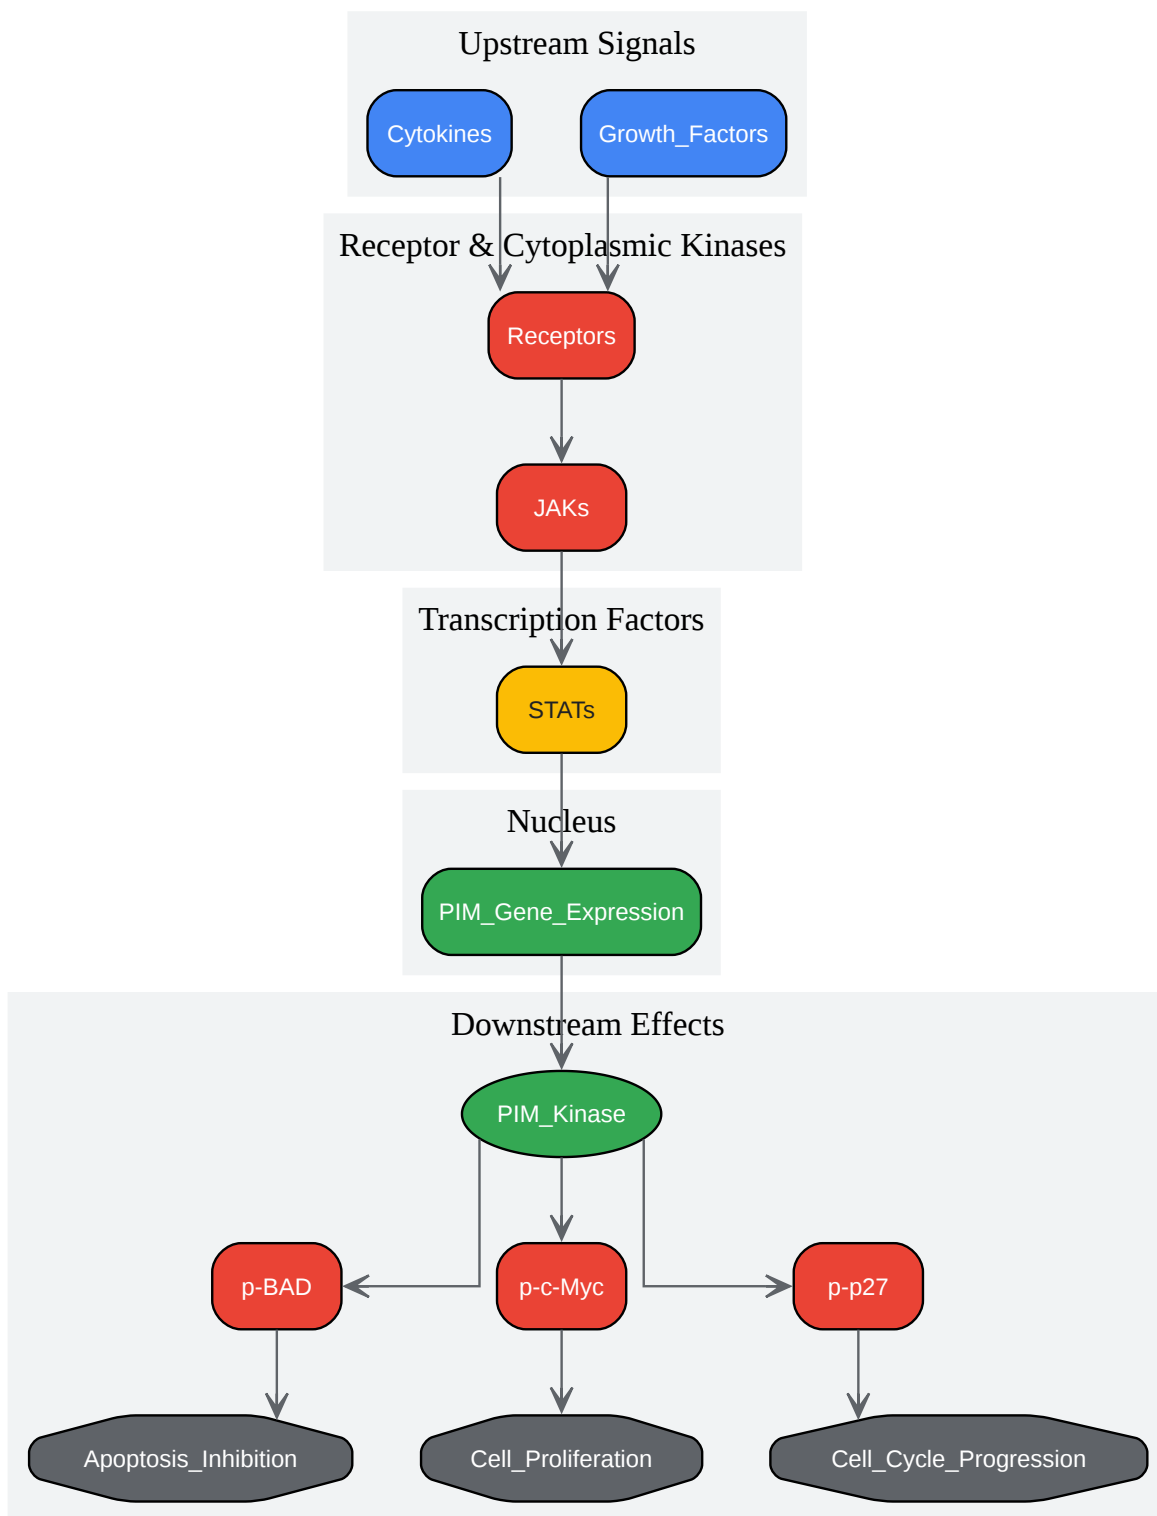 Upstream Signals
Cytokines
Growth_Factors
Receptor & Cytoplasmic Kinases
Receptors
JAKs
Transcription Factors
STATs
Nucleus
PIM_Gene_Expression
Downstream Effects
PIM_Kinase
p-BAD
p-c-Myc
p-p27
Apoptosis_Inhibition
Cell_Proliferation
Cell_Cycle_Progression